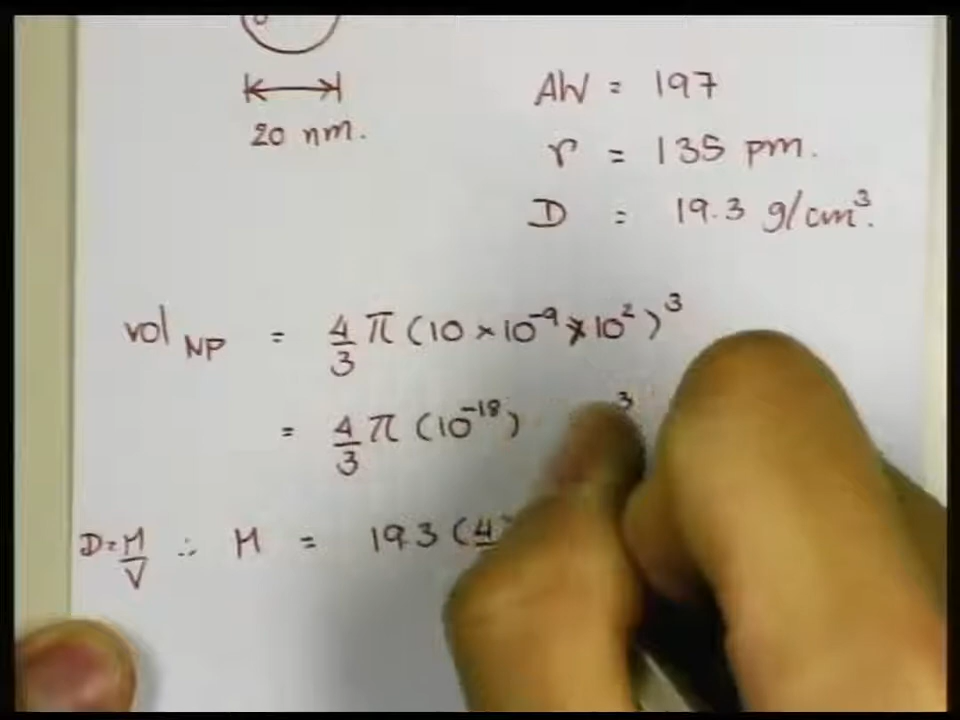 20 nm.
AW = 197
r = 135 pm.
D = 19.3 g/cm³.
vol NP = 4/3 π (10 × 10⁻⁹ × 10²)³
= 4/3 π (10⁻¹⁸) ³
D = M/V ∴ M = 19.3 (4